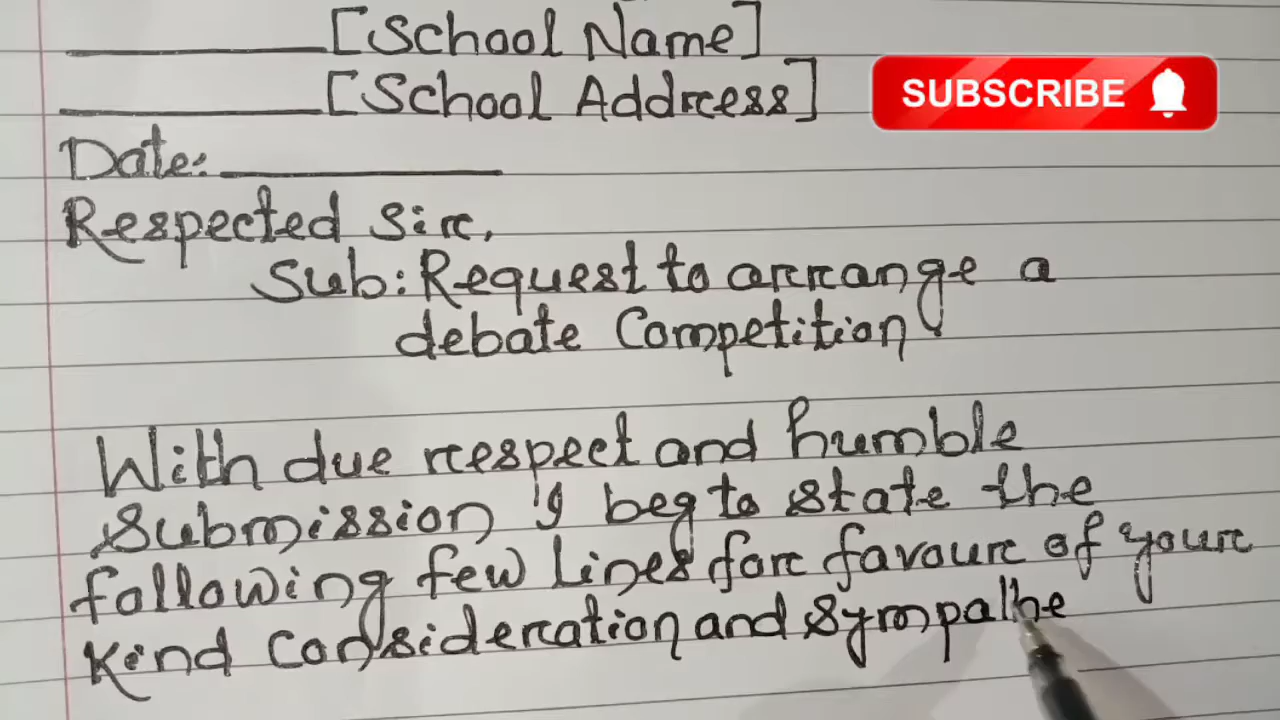 [School Name]
[School Address]
SUBSCRIBE
Date:
Respected Sir,
Sub: Request to arrange a
debate Competition
With due respect and humble
submission I beg to state the
following few lines for favour of your
kind consideration and sympathe